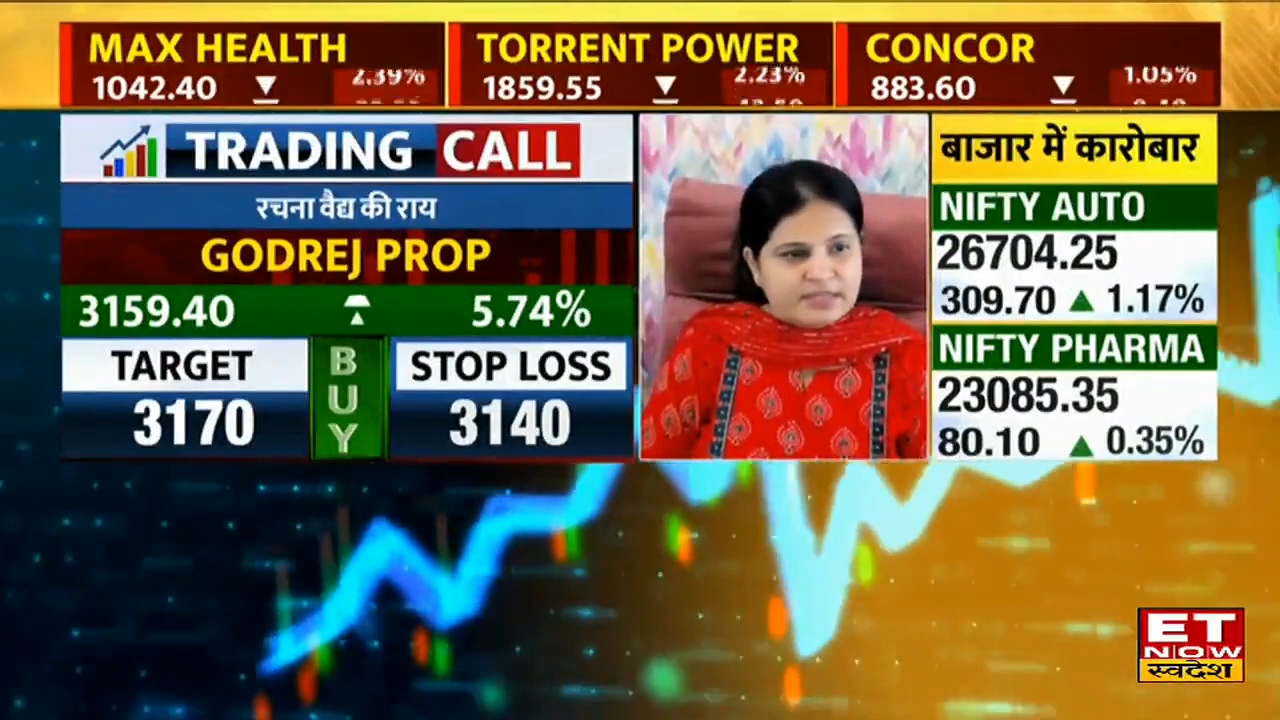 MAX HEALTH
1042.40 2.39%
TORRENT POWER
1859.55 2.23%
CONCOR
883.60 1.05%
TRADING CALL
रचना वैद्य की राय
GODREJ PROP
3159.40 5.74%
TARGET
3170
BUY
STOP LOSS
3140
बाजार में कारोबार
NIFTY AUTO
26704.25
309.70 1.17%
NIFTY PHARMA
23085.35
80.10 0.35%
ET
NOW
स्वदेश